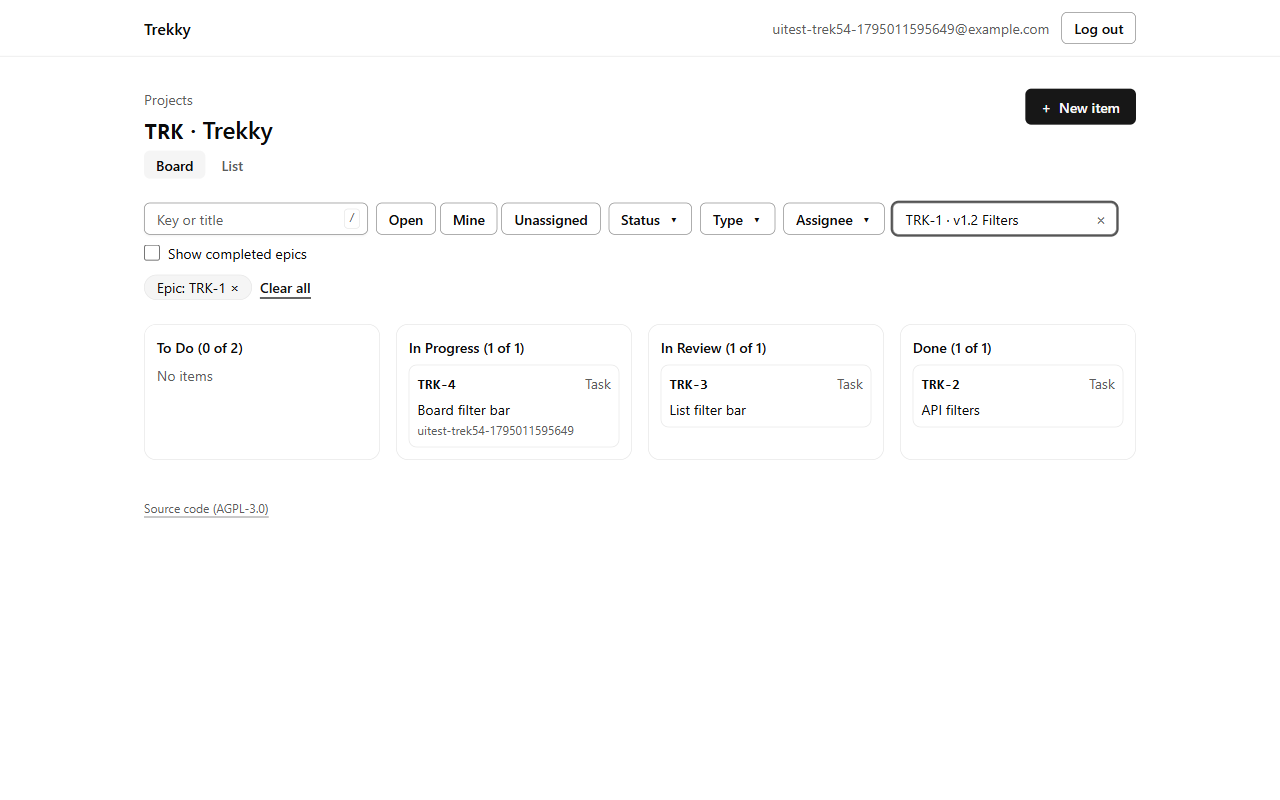 Trekky
uitest-trek54-1795011595649@example.com
Log out
Projects
TRK · Trekky
+ New item
Board List
Key or title /
Open
Mine
Unassigned
Status ▾
Type ▾
Assignee ▾
TRK-1 · v1.2 Filters ×
Show completed epics
Epic: TRK-1 × Clear all
To Do (0 of 2)
No items
In Progress (1 of 1)
TRK-4 Task
Board filter bar
uitest-trek54-1795011595649
In Review (1 of 1)
TRK-3 Task
List filter bar
Done (1 of 1)
TRK-2 Task
API filters
Source code (AGPL-3.0)